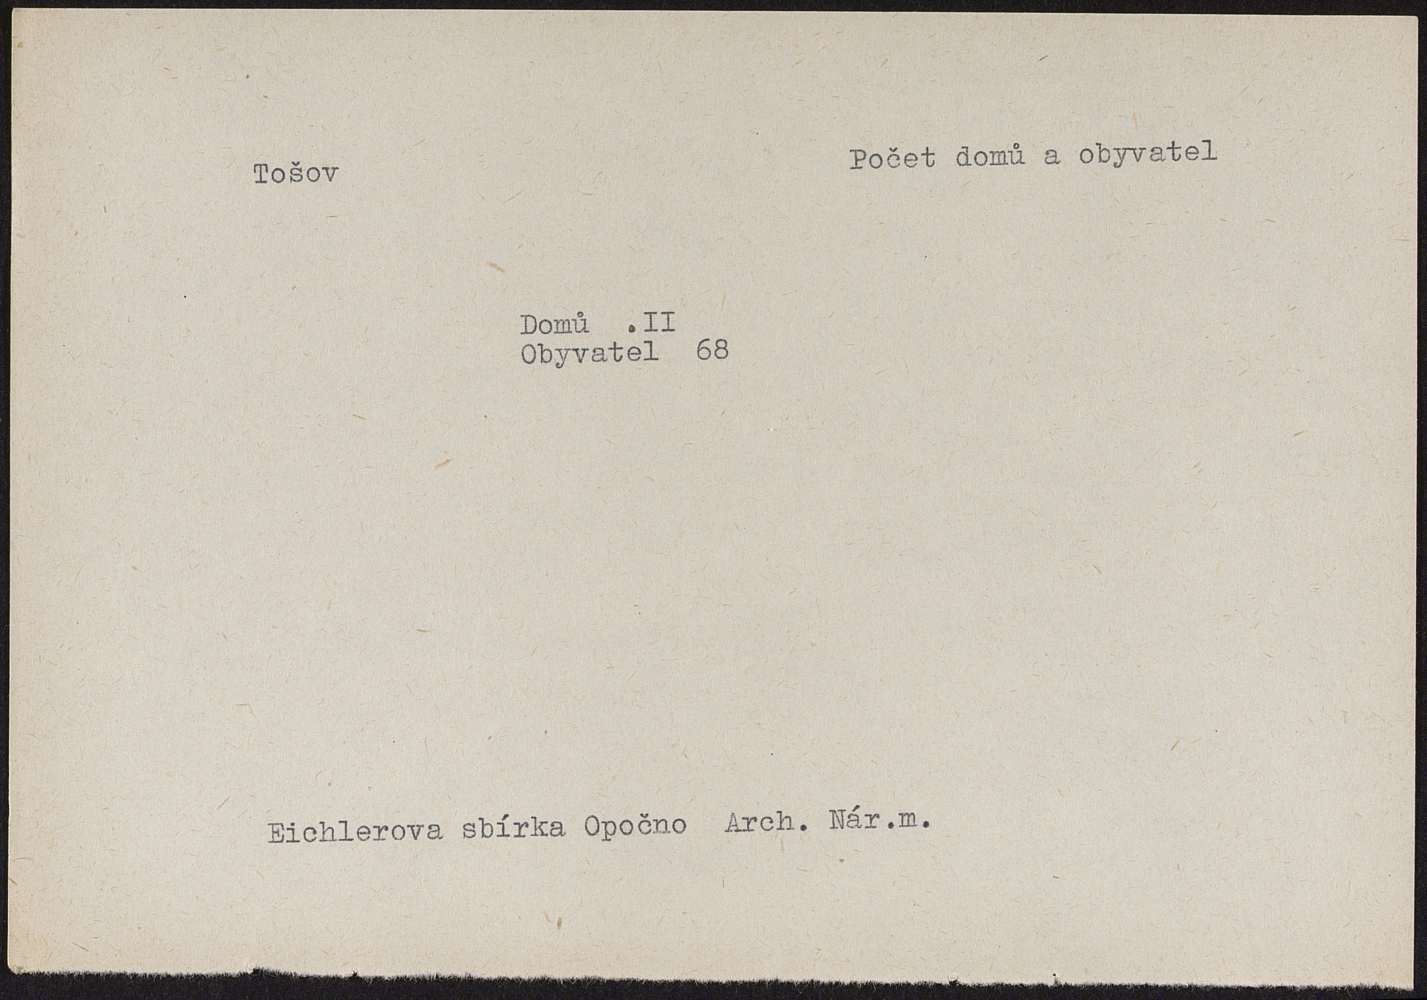 Tošov
Počet domů a obyvatel
Domů .II
Obyvatel 68
Eichlerova sbírka Opočno Arch. Nár.m.